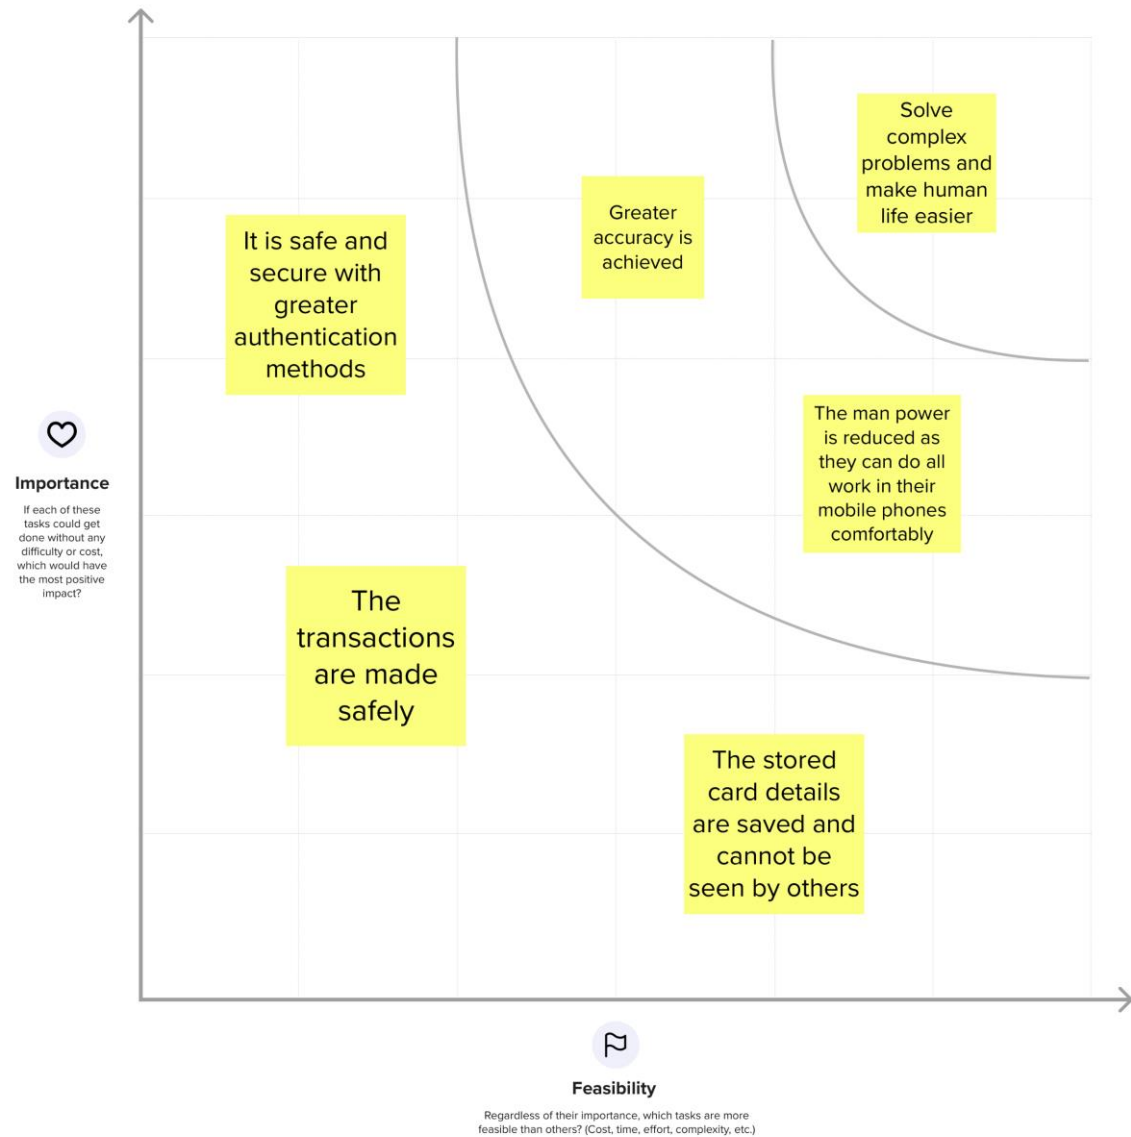 Solve
complex
problems and
make human
life easier
Greater
accuracy is
achieved
It is safe and
secure with
greater
authentication
methods
The man power
is reduced as
they can do all
work in their
mobile phones
comfortably
Importance
If each of these
tasks could get
done without any
difficulty or cost,
which would have
the most positive
impact?
The
transactions
are made
safely
The stored
card details
are saved and
cannot be
seen by others
Feasibility
Regardless of their importance, which tasks are more
feasible than others? (Cost, time, effort, complexity, etc.)